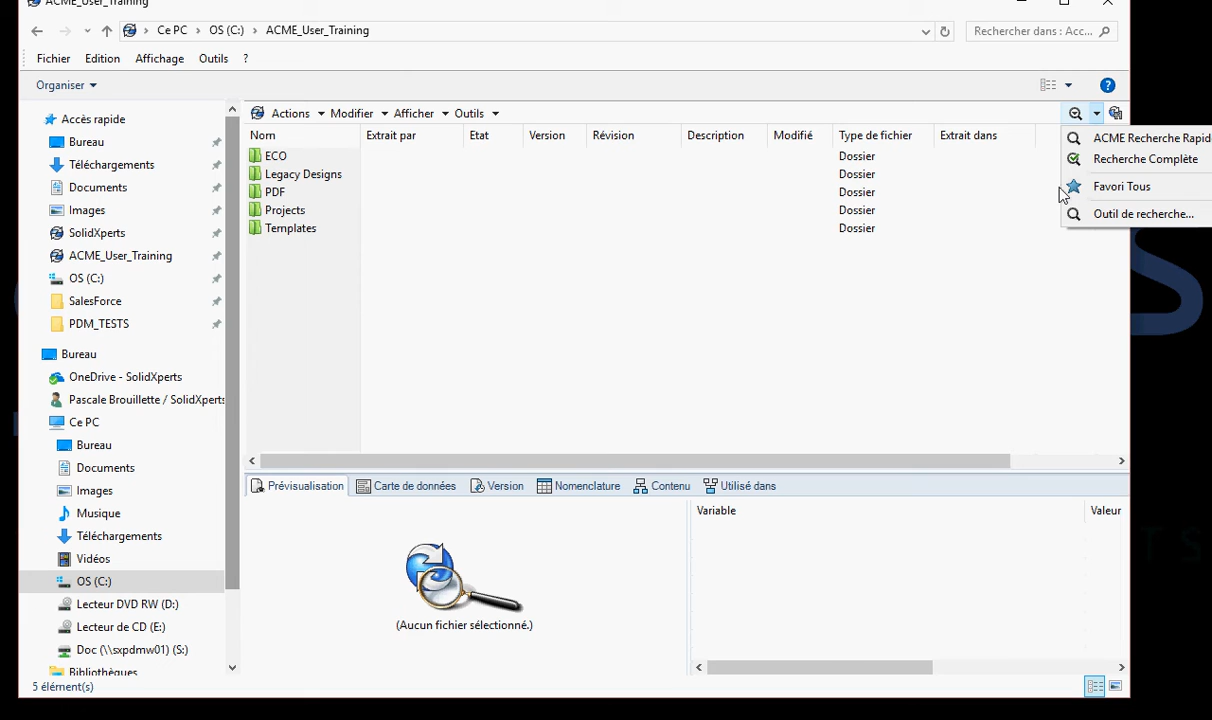 ACME_User_Training
Ce PC > OS (C:) > ACME_User_Training
Rechercher dans : Acc...
Fichier Edition Affichage Outils ?
Organiser
Accès rapide
Bureau
Téléchargements
Documents
Images
SolidXperts
ACME_User_Training
OS (C:)
SalesForce
PDM_TESTS
Bureau
OneDrive - SolidXperts
Pascale Brouillette / SolidXperts
Ce PC
Bureau
Documents
Images
Musique
Téléchargements
Vidéos
OS (C:)
Lecteur DVD RW (D:)
Lecteur de CD (E:)
Doc (\\sxpdmw01) (S:)
Bibliothèques
Actions Modifier Afficher Outils
Nom Extrait par Etat Version Révision Description Modifié Type de fichier Extrait dans
ECO Dossier
Legacy Designs Dossier
PDF Dossier
Projects Dossier
Templates Dossier
ACME Recherche Rapid
Recherche Complète
Favori Tous
Outil de recherche...
Prévisualisation Carte de données Version Nomenclature Contenu Utilisé dans
Variable Valeur
(Aucun fichier sélectionné.)
5 élément(s)